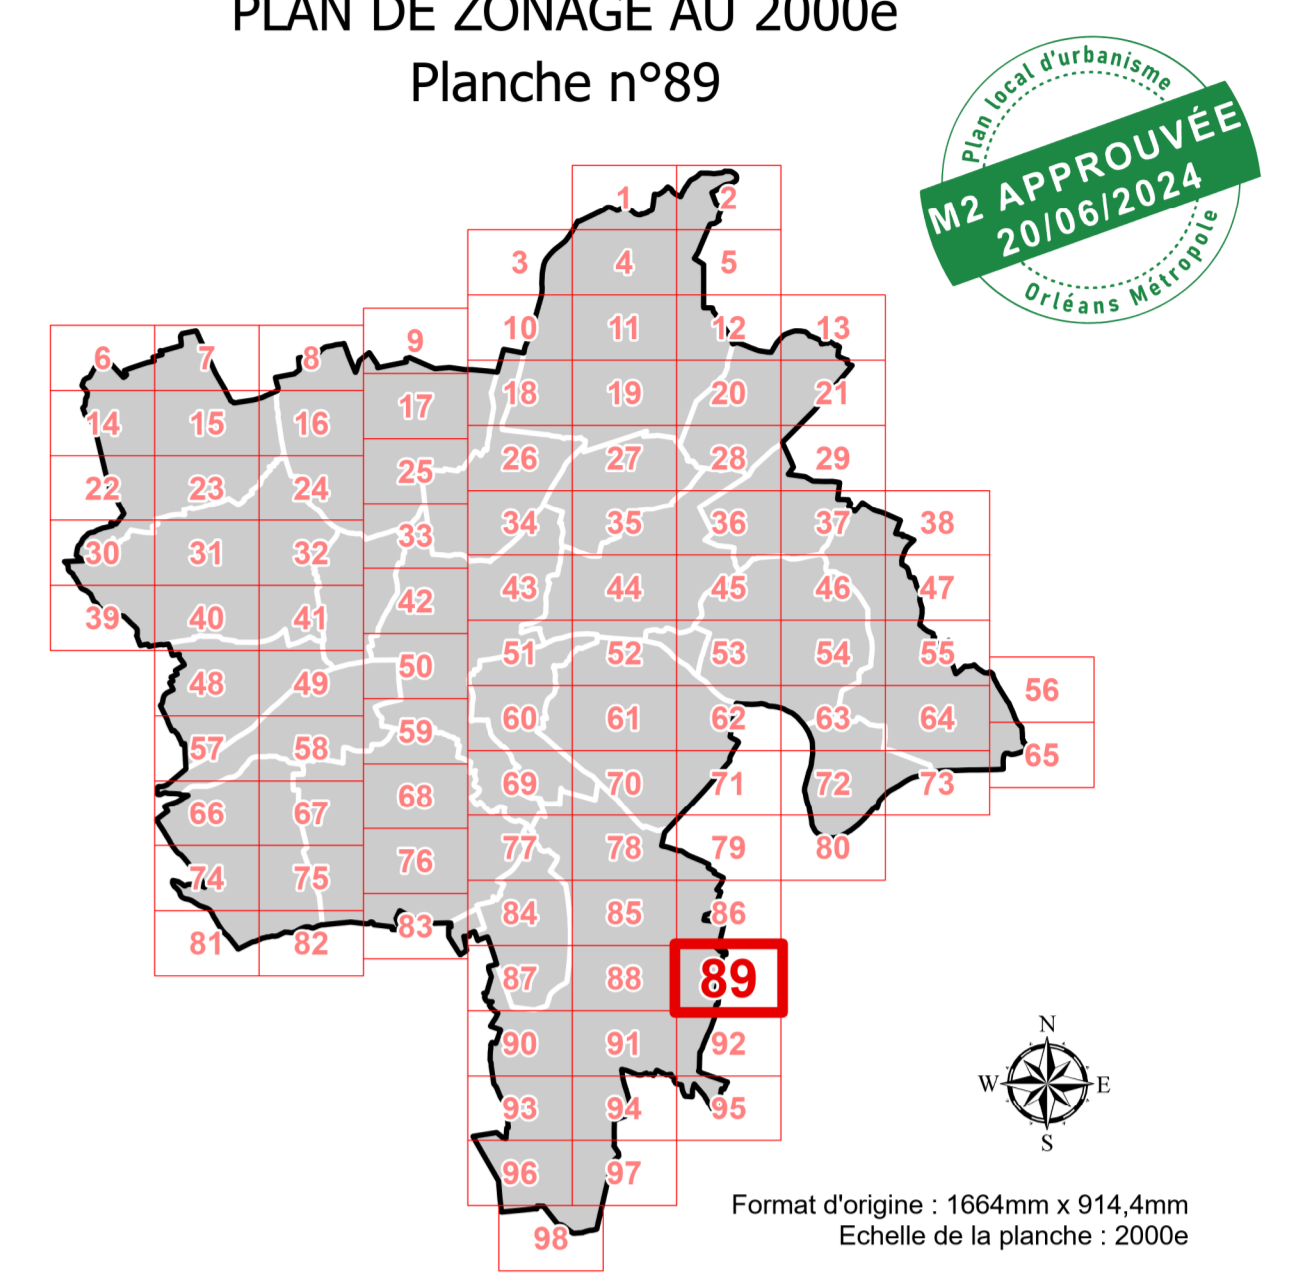 PLAN DE ZONAGE AU 2000e
Planche n°89
Plan local d'urbanisme
M2 APPROUVÉE
20/06/2024
Orléans Métropole
1 2
3 4 5
10 11 12 13
6 7 8 9
18 19 20 21
14 15 16 17
26 27 28 29
22 23 24 25
34 35 36 37 38
30 31 32 33
43 44 45 46 47
39 40 41 42
51 52 53 54 55
48 49 50 56
60 61 62 63 64
57 58 59 65
69 70 71 72 73
66 67 68
77 78 79 80
74 75 76
84 85 86
81 82 83
87 88 89
90 91 92
93 94 95
96 97
98
N
W E
S
Format d'origine : 1664mm x 914,4mm
Echelle de la planche : 2000e